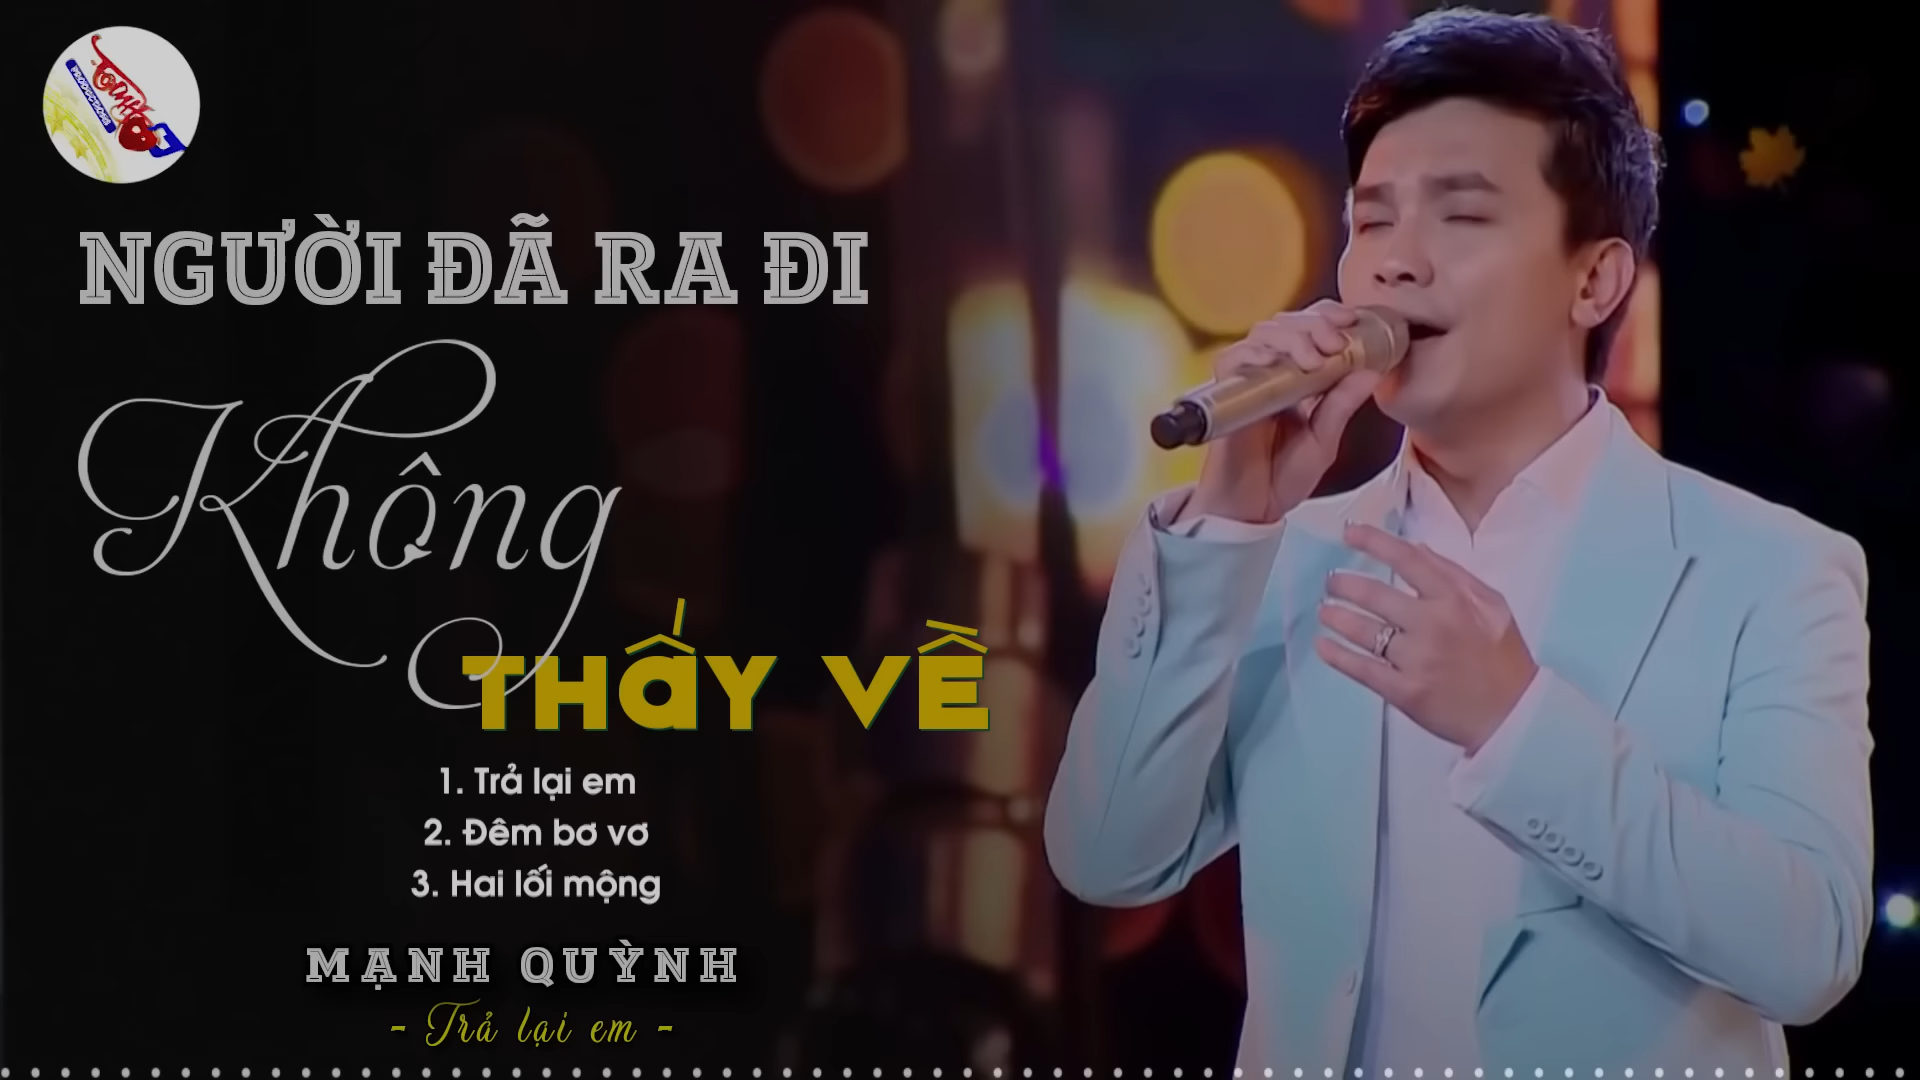 NGƯỜI ĐÃ RA ĐI
Không
THẤY VỀ
1. Trả lại em
2. Đêm bơ vơ
3. Hai lối mộng
MẠNH QUỲNH
- Trả lại em -